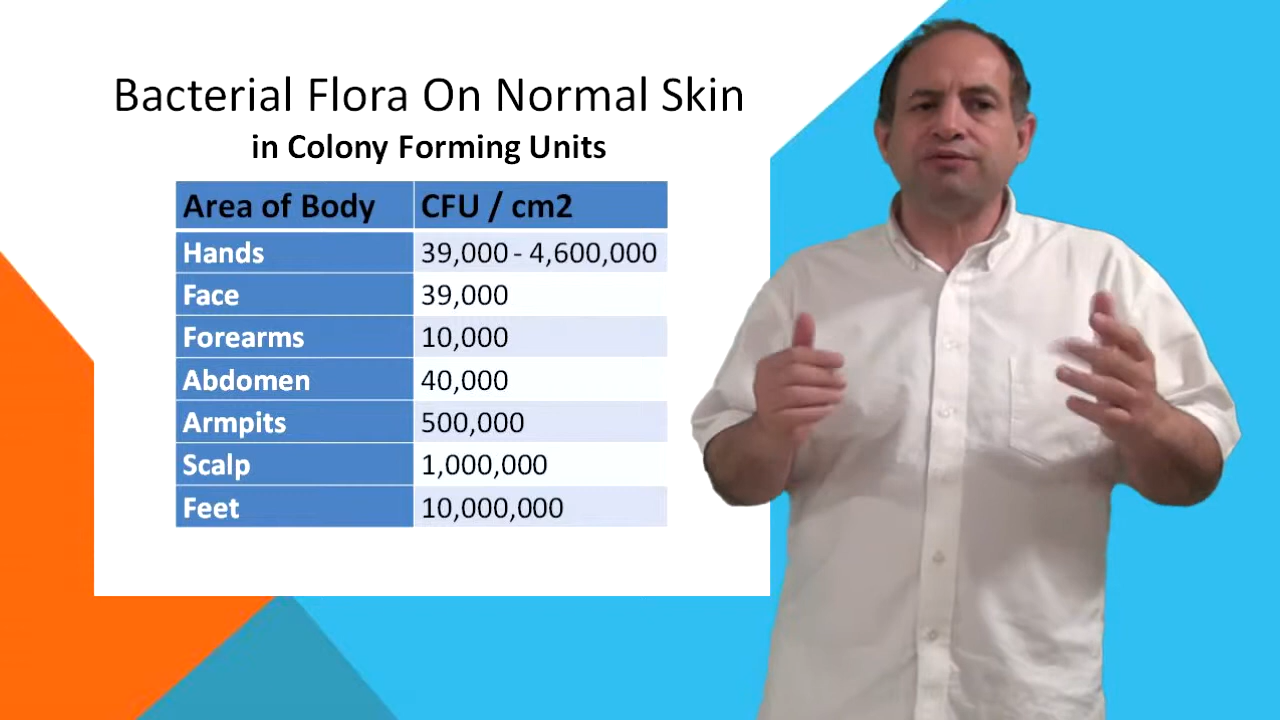 Bacterial Flora On Normal Skin
in Colony Forming Units
Area of Body CFU / cm2
Hands 39,000 - 4,600,000
Face 39,000
Forearms 10,000
Abdomen 40,000
Armpits 500,000
Scalp 1,000,000
Feet 10,000,000